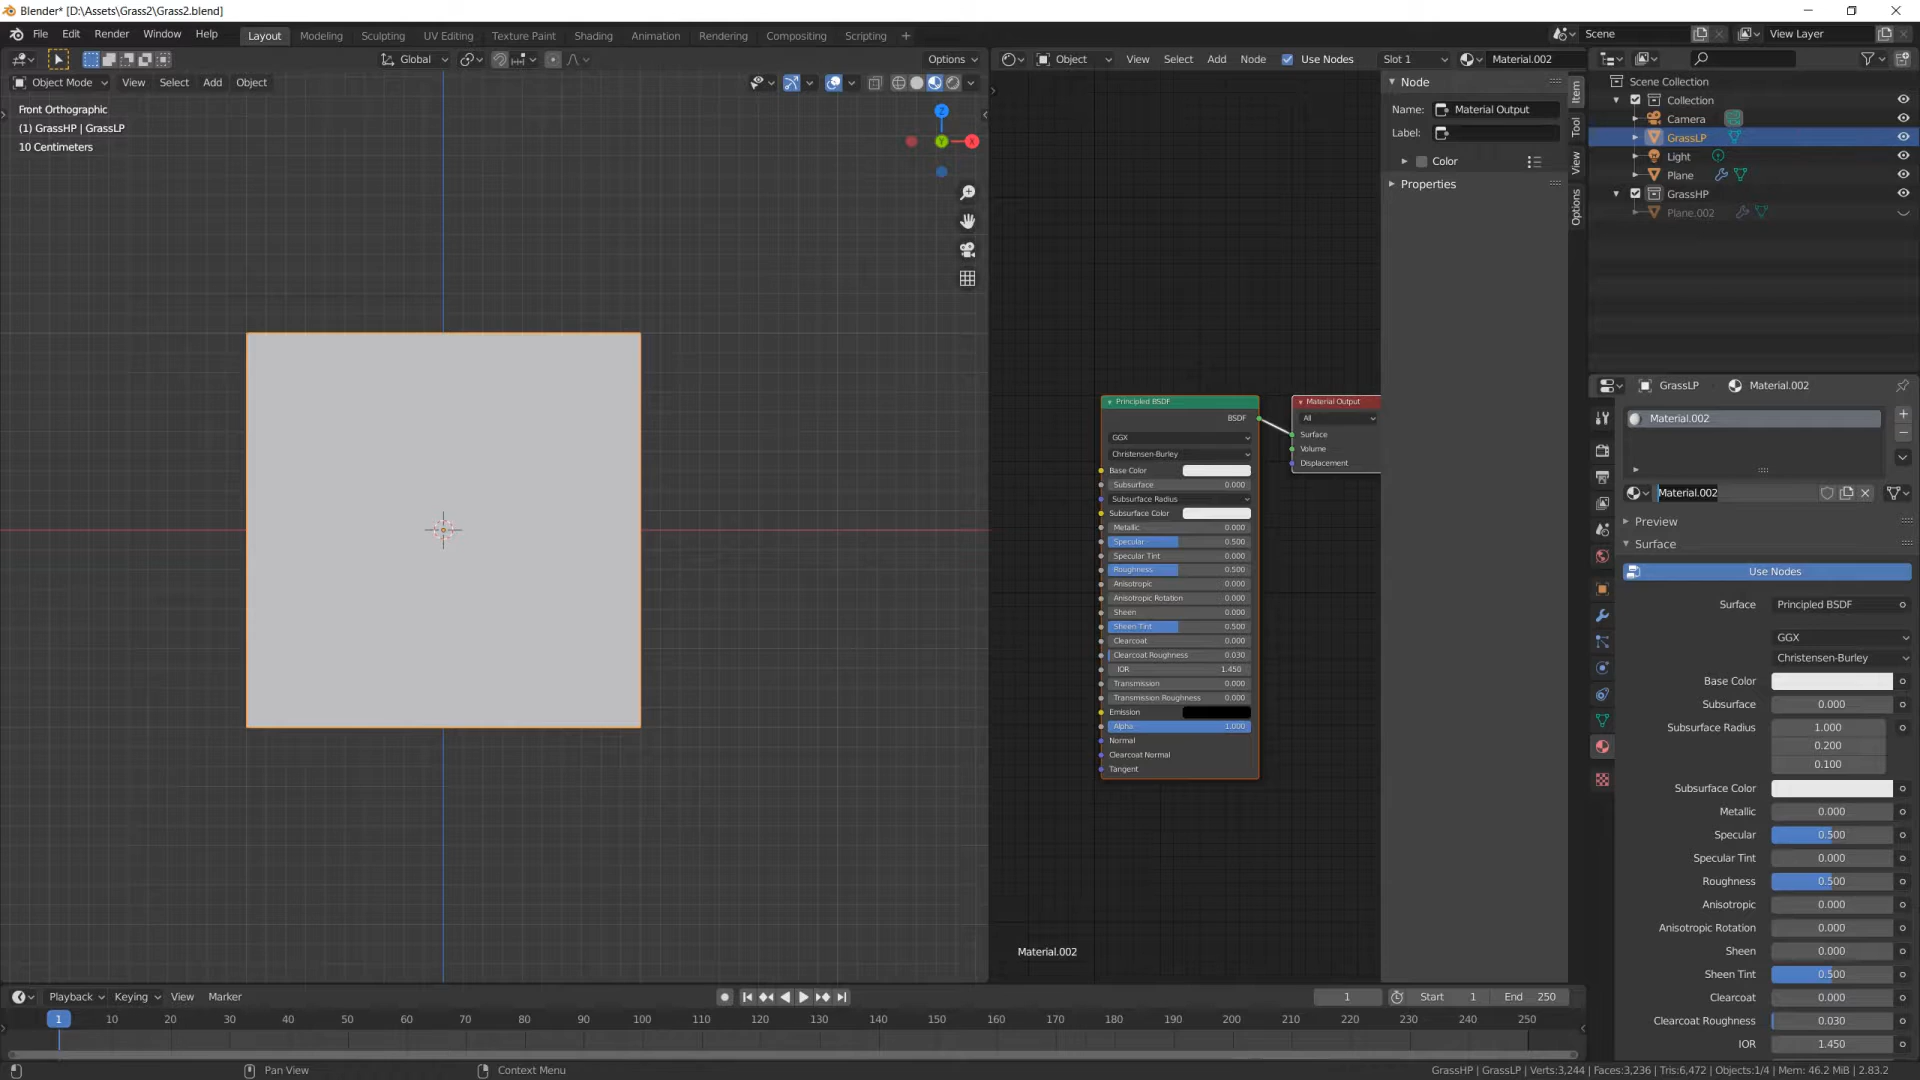 Blender* [D:\Assets\Grass2\Grass2.blend]
File Edit Render Window Help Layout Modeling Sculpting UV Editing Texture Paint Shading Animation Rendering Compositing Scripting + Scene View Layer
Global Options Object View Select Add Node Use Nodes Slot 1 Material.002
Object Mode View Select Add Object
Front Orthographic
(1) GrassHP | GrassLP
10 Centimeters
Z
Y
X
Principled BSDF
BSDF
GGX
Christensen-Burley
Base Color
Subsurface 0.000
Subsurface Radius
Subsurface Color
Metallic 0.000
Specular 0.500
Specular Tint 0.000
Roughness 0.500
Anisotropic 0.000
Anisotropic Rotation 0.000
Sheen 0.000
Sheen Tint 0.500
Clearcoat 0.000
Clearcoat Roughness 0.030
IOR 1.450
Transmission 0.000
Transmission Roughness 0.000
Emission
Alpha 1.000
Normal
Clearcoat Normal
Tangent
Material Output
All
Surface
Volume
Displacement
Material.002
Node
Name: Material Output
Label:
Color
Properties
Item
Tool
View
Options
Scene Collection
Collection
Camera
GrassLP
Light
Plane
GrassHP
Plane.002
GrassLP Material.002
Material.002
Material.002
Preview
Surface
Use Nodes
Surface Principled BSDF
GGX
Christensen-Burley
Base Color
Subsurface 0.000
Subsurface Radius 1.000
0.200
0.100
Subsurface Color
Metallic 0.000
Specular 0.500
Specular Tint 0.000
Roughness 0.500
Anisotropic 0.000
Anisotropic Rotation 0.000
Sheen 0.000
Sheen Tint 0.500
Clearcoat 0.000
Clearcoat Roughness 0.030
IOR 1.450
Playback Keying View Marker 1 Start 1 End 250
1 10 20 30 40 50 60 70 80 90 100 110 120 130 140 150 160 170 180 190 200 210 220 230 240 250
Pan View Context Menu GrassHP | GrassLP | Verts:3,244 | Faces:3,236 | Tris:6,472 | Objects:1/4 | Mem: 46.2 MiB | 2.83.2